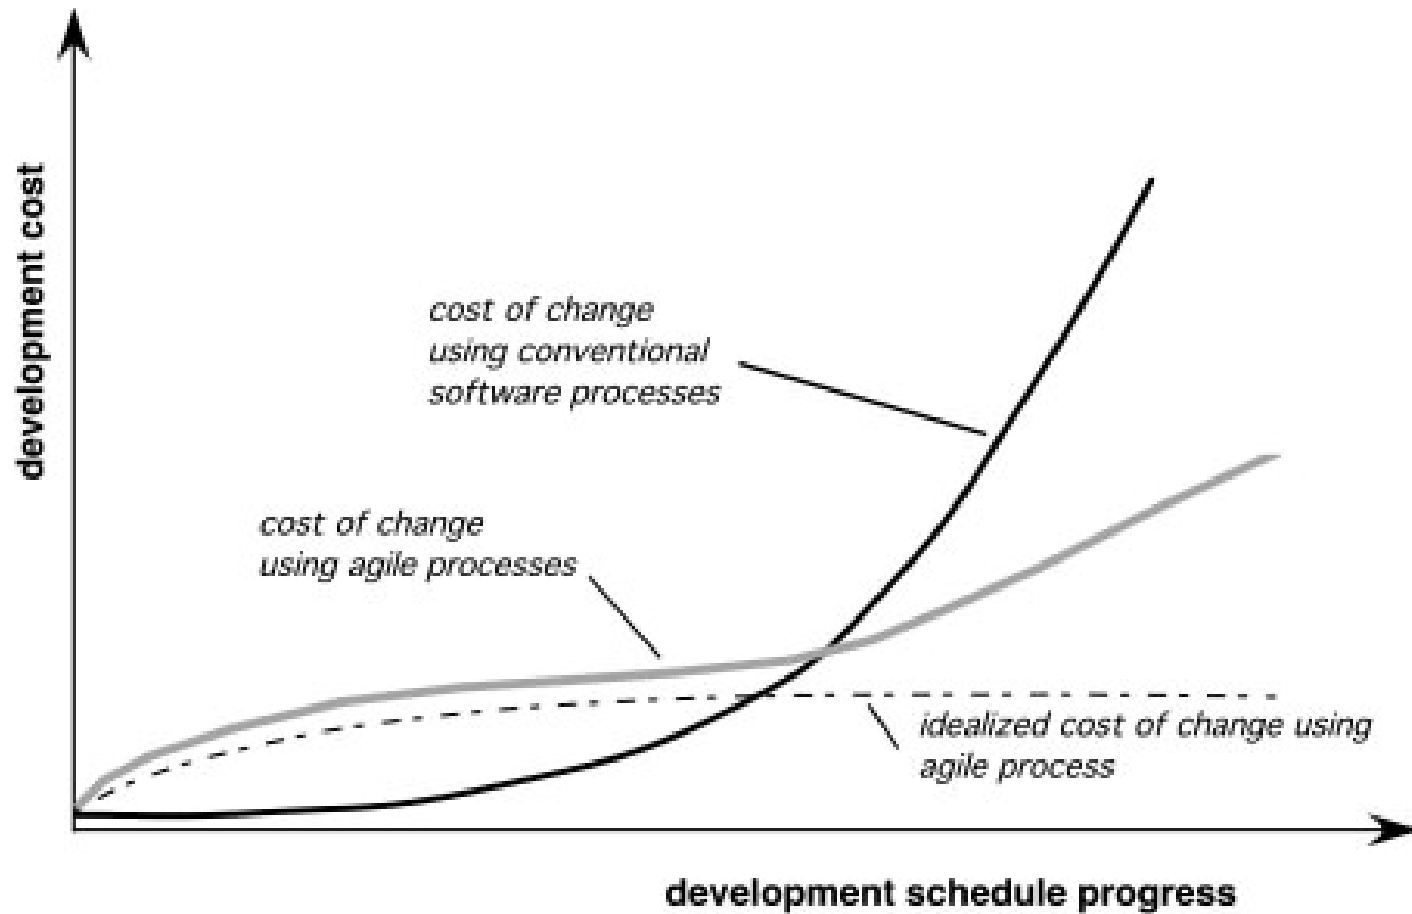 development cost
cost of change
using conventional
software processes
cost of change
using agile processes
idealized cost of change using
agile process
development schedule progress